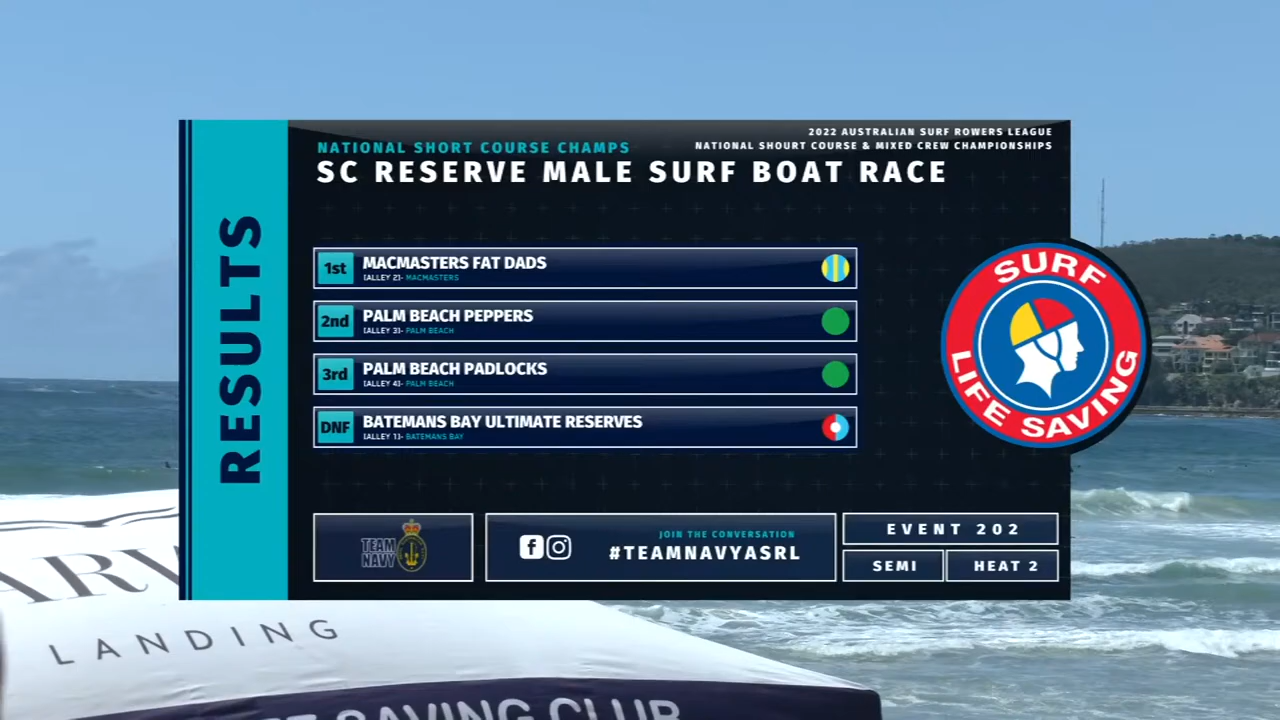 2022 AUSTRALIAN SURF ROWERS LEAGUE
NATIONAL SHOURT COURSE & MIXED CREW CHAMPIONSHIPS
NATIONAL SHORT COURSE CHAMPS
SC RESERVE MALE SURF BOAT RACE
RESULTS
1st MACMASTERS FAT DADS
[ALLEY 2]- MACMASTERS
2nd PALM BEACH PEPPERS
[ALLEY 3]- PALM BEACH
3rd PALM BEACH PADLOCKS
[ALLEY 4]- PALM BEACH
DNF BATEMANS BAY ULTIMATE RESERVES
[ALLEY 1]- BATEMANS BAY
SURF
LIFE SAVING
TEAM
NAVY
JOIN THE CONVERSATION
#TEAMNAVYASRL
EVENT 202
SEMI HEAT 2
LANDING
SAVING CLUB